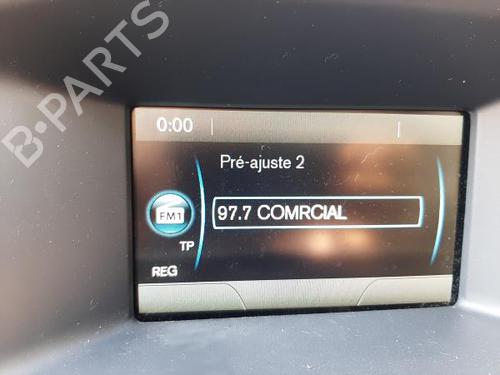 B-PARTS
0:00
Pré-ajuste 2
FM1
97.7 COMRCIAL
TP
REG